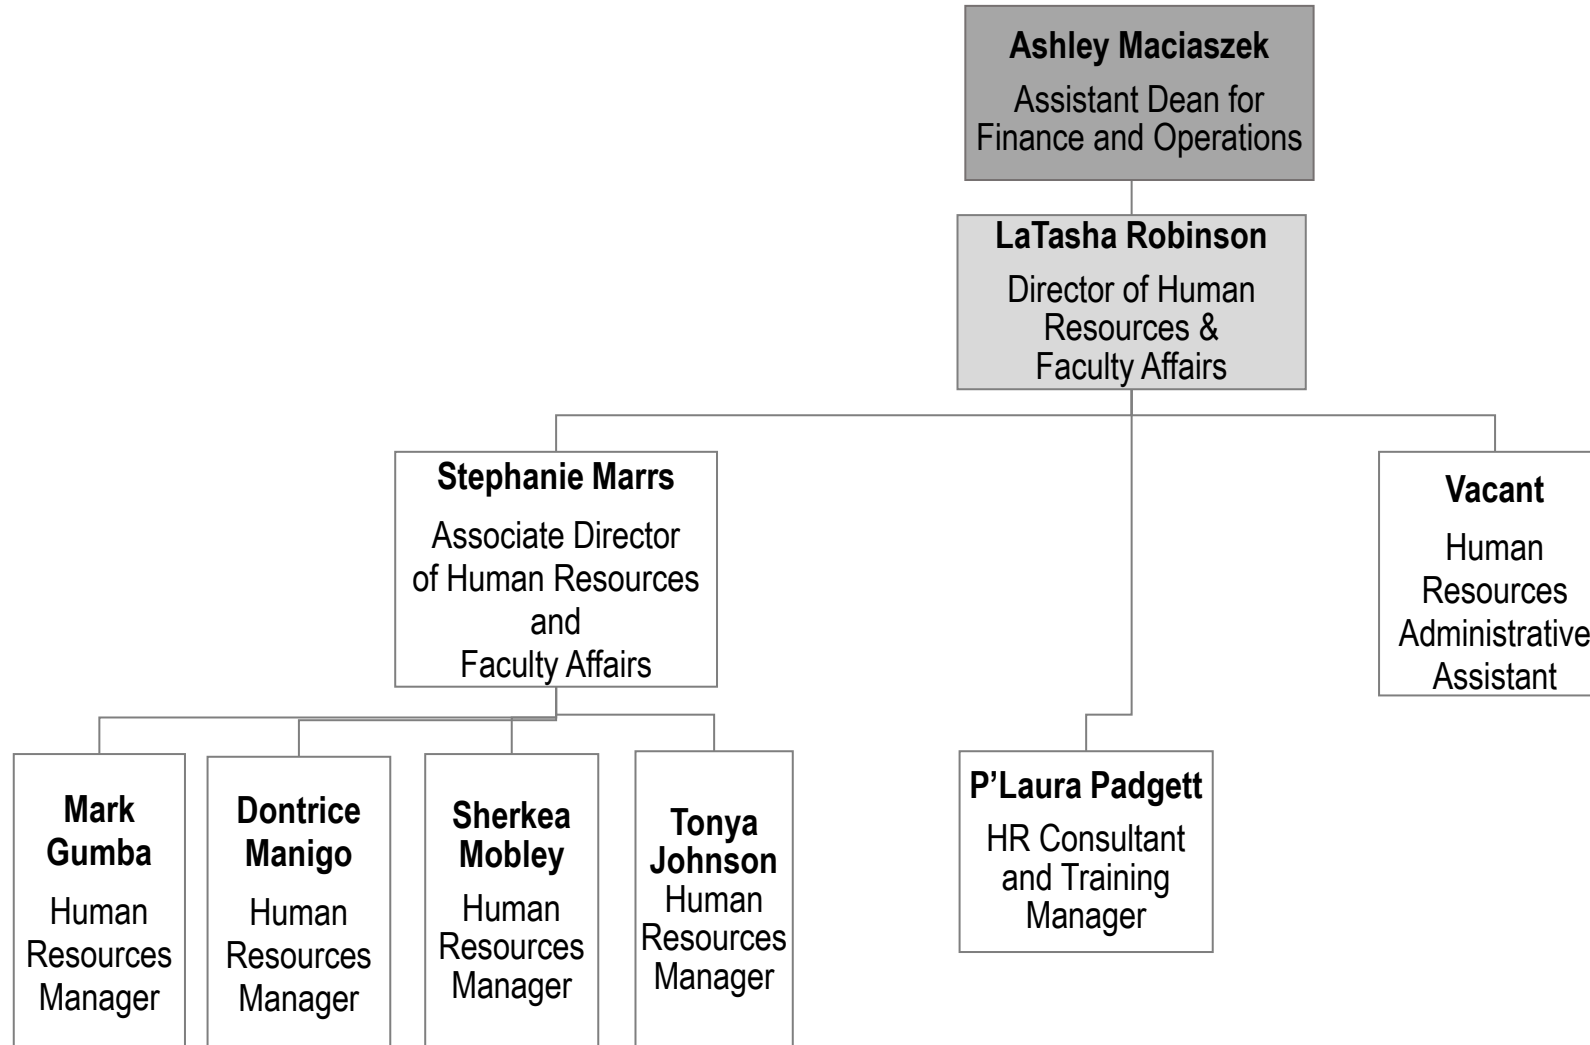 Ashley Maciaszek
Assistant Dean for
Finance and Operations
LaTasha Robinson
Director of Human
Resources &
Faculty Affairs
Stephanie Marrs
Associate Director
of Human Resources
and
Faculty Affairs
Vacant
Human
Resources
Administrative
Assistant
Mark
Gumba
Human
Resources
Manager
Dontrice
Manigo
Human
Resources
Manager
Sherkea
Mobley
Human
Resources
Manager
Tonya
Johnson
Human
Resources
Manager
P’Laura Padgett
HR Consultant
and Training
Manager